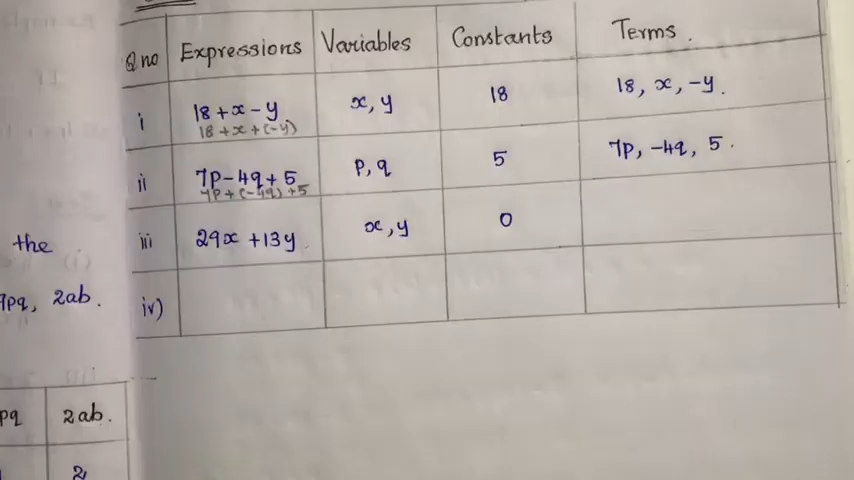 Q no Expressions Variables Constants Terms.
i 18 + x - y x, y 18 18, x, -y.
18 + x + (-y)
ii 7p - 4q + 5 p, q 5 7p, -4q, 5.
7p + (-4q) + 5
iii 29x + 13y x, y 0
the
iv)
9pq, 2ab.
pq 2ab.
2